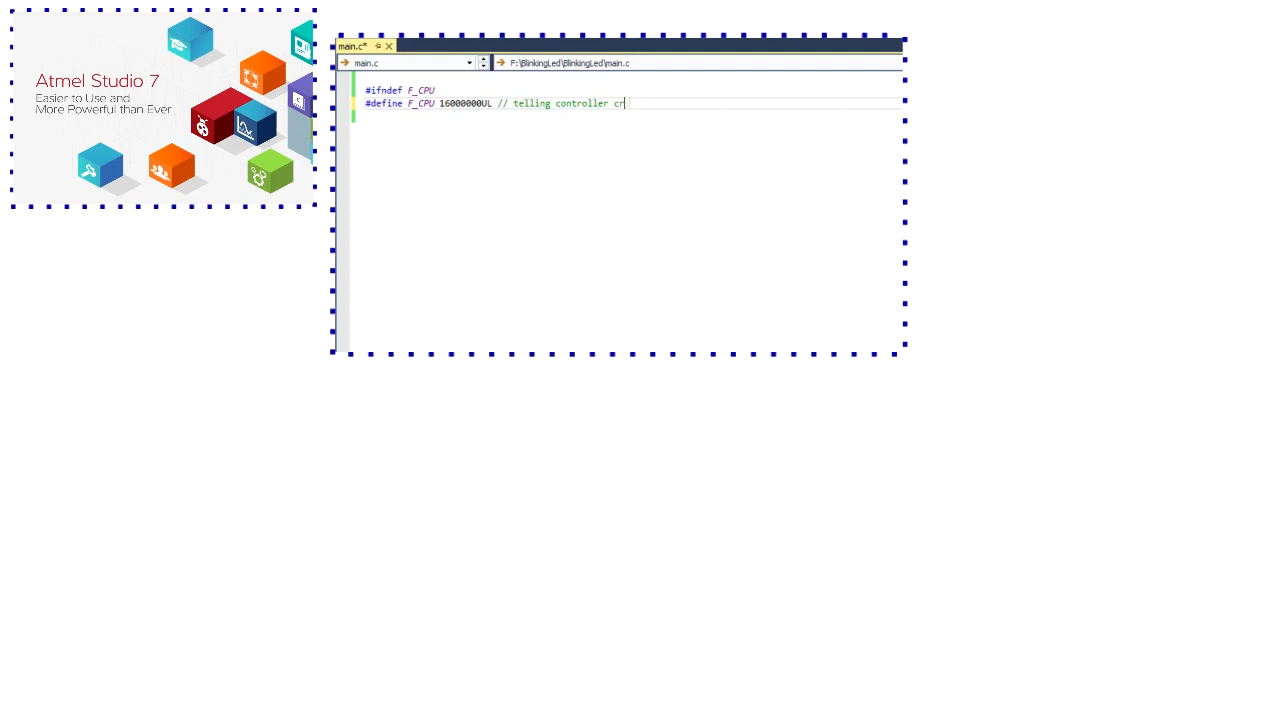 Atmel Studio 7
Easier to Use and
More Powerful than Ever
main.c*
main.c
F:\BlinkingLed\BlinkingLed\main.c
#ifndef F_CPU
#define F_CPU 16000000UL // telling controller cr